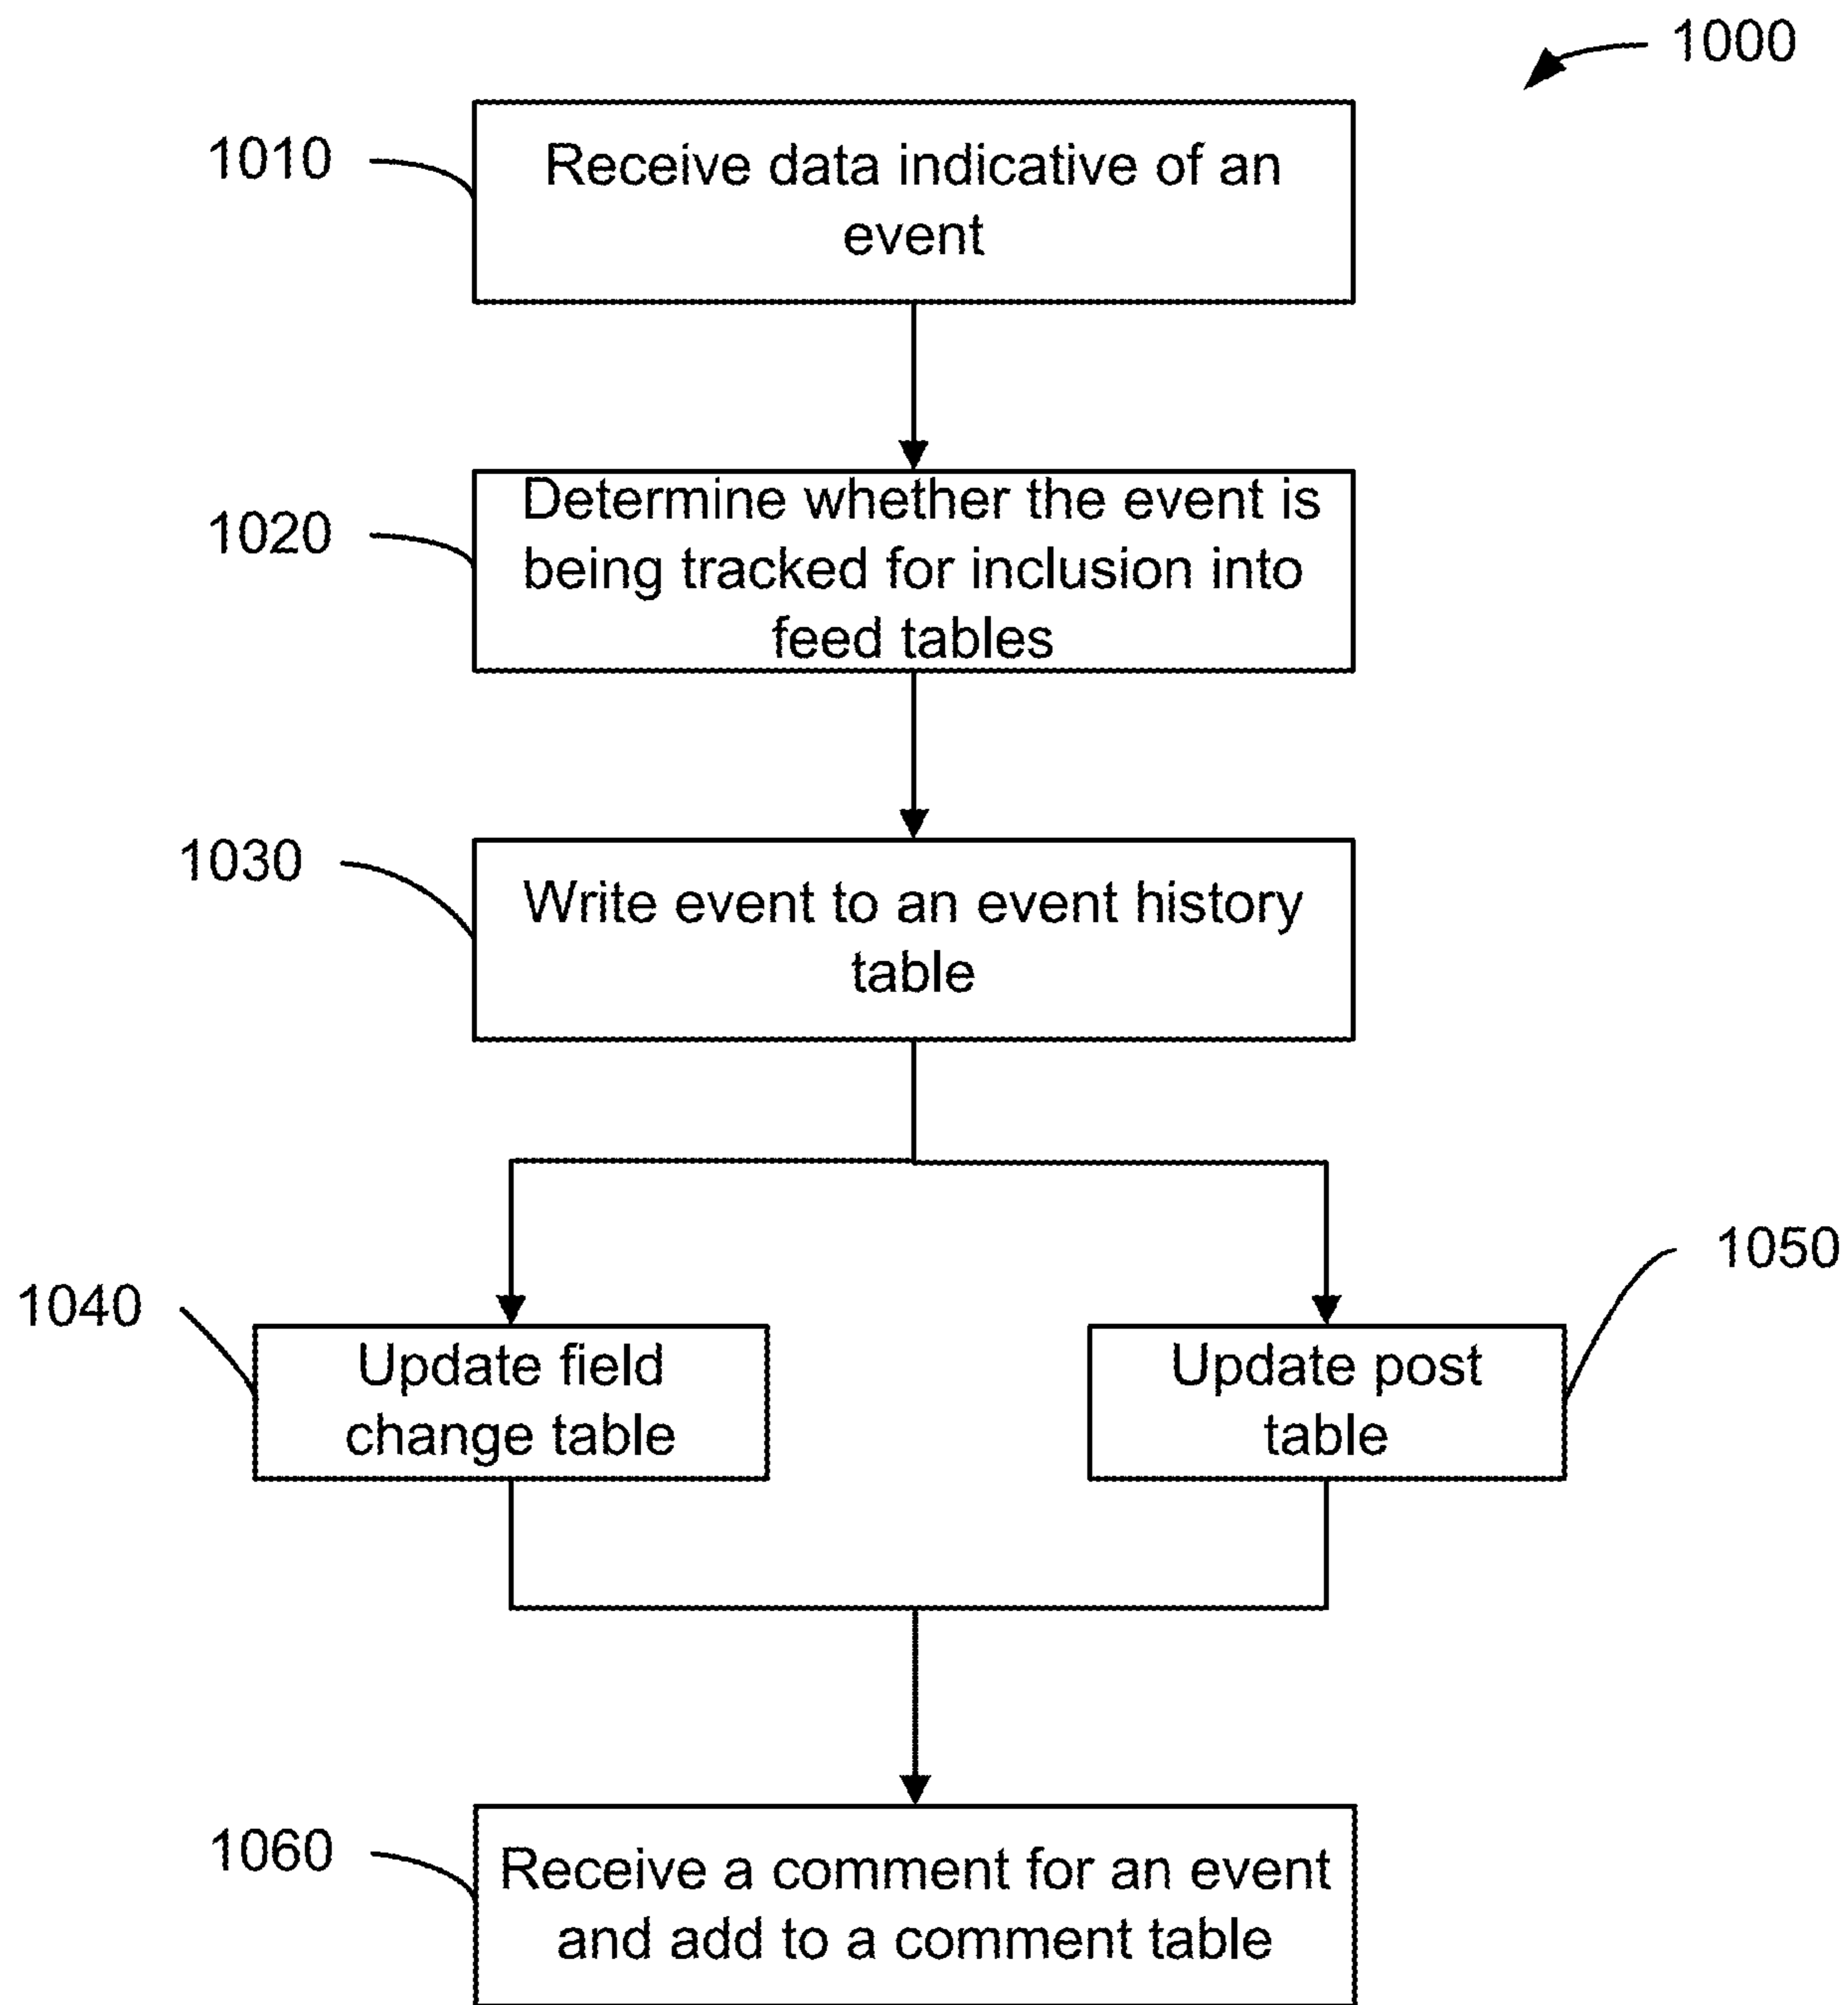 1000
1010
Receive data indicative of an
event
1020
Determine whether the event is
being tracked for inclusion into
feed tables
1030
Write event to an event history
table
1040
Update field
change table
1050
Update post
table
1060
Receive a comment for an event
and add to a comment table